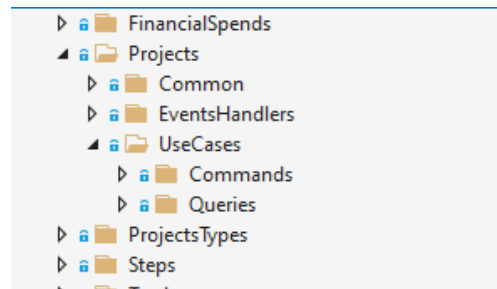 FinancialSpends
Projects
Common
EventsHandlers
UseCases
Commands
Queries
ProjectsTypes
Steps